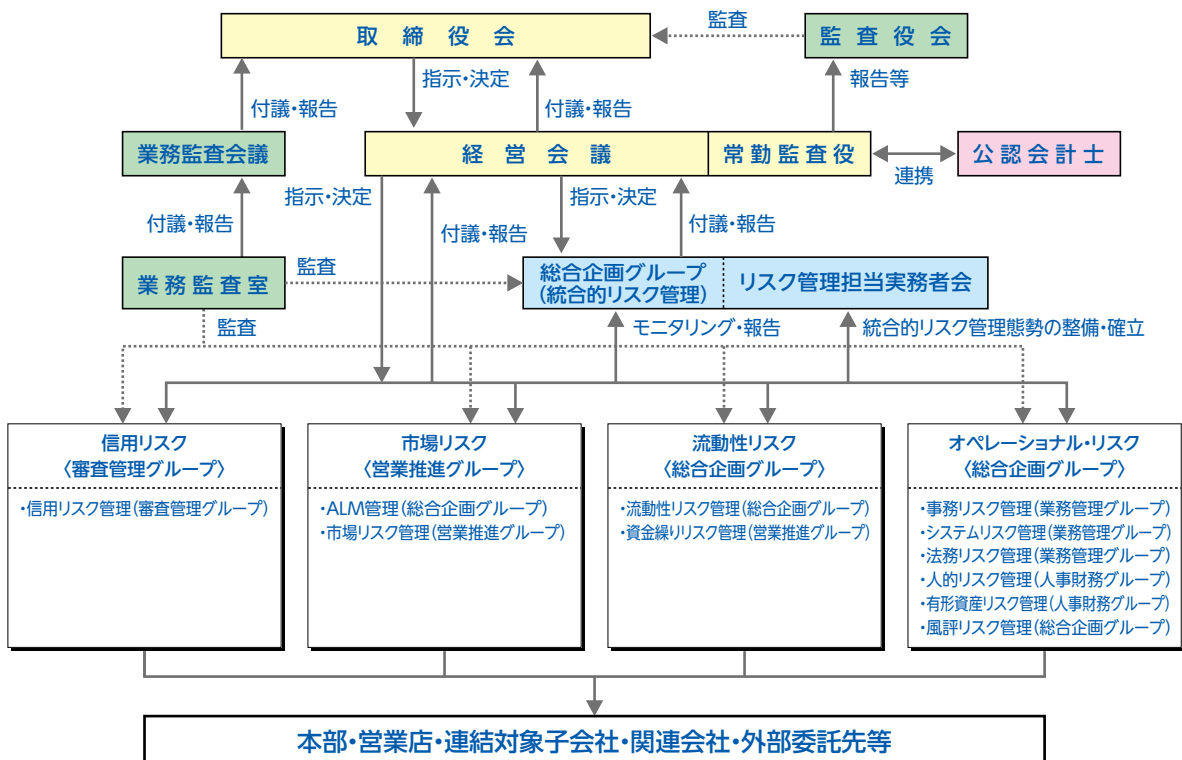 取締役会
監査
監査役会
指示・決定
付議・報告
付議・報告
報告等
業務監査会議
経営会議
常勤監査役
連携
公認会計士
付議・報告
指示・決定
付議・報告
指示・決定
付議・報告
業務監査室
監査
総合企画グループ
(統合的リスク管理)
リスク管理担当実務者会
監査
モニタリング・報告
統合的リスク管理態勢の整備・確立
信用リスク
〈審査管理グループ〉
・信用リスク管理(審査管理グループ)
市場リスク
〈営業推進グループ〉
・ALM管理(総合企画グループ)
・市場リスク管理(営業推進グループ)
流動性リスク
〈総合企画グループ〉
・流動性リスク管理(総合企画グループ)
・資金繰りリスク管理(営業推進グループ)
オペレーショナル・リスク
〈総合企画グループ〉
・事務リスク管理(業務管理グループ)
・システムリスク管理(業務管理グループ)
・法務リスク管理(業務管理グループ)
・人的リスク管理(人事財務グループ)
・有形資産リスク管理(人事財務グループ)
・風評リスク管理(総合企画グループ)
本部・営業店・連結対象子会社・関連会社・外部委託先等